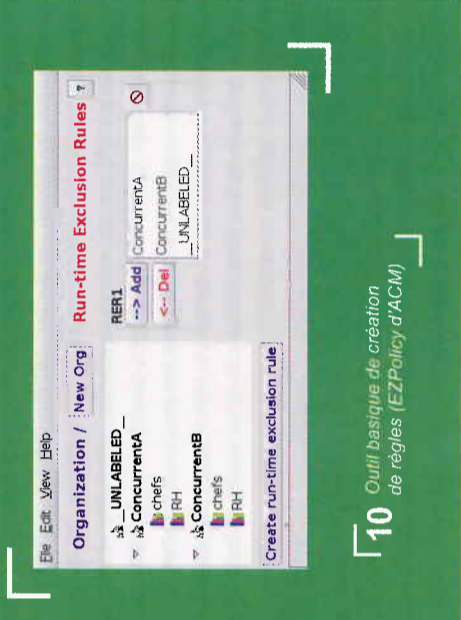 File Edit View Help
Organization / New Org
Run-time Exclusion Rules ?
__UNLABELED__
ConcurrentA
chefs
RH
ConcurrentB
chefs
RH
Create run-time exclusion rule
RER1
--> Add
<-- Del
ConcurrentA
ConcurrentB
__UNLABELED__
10 Outil basique de création
de règles (EZPolicy d'ACM)